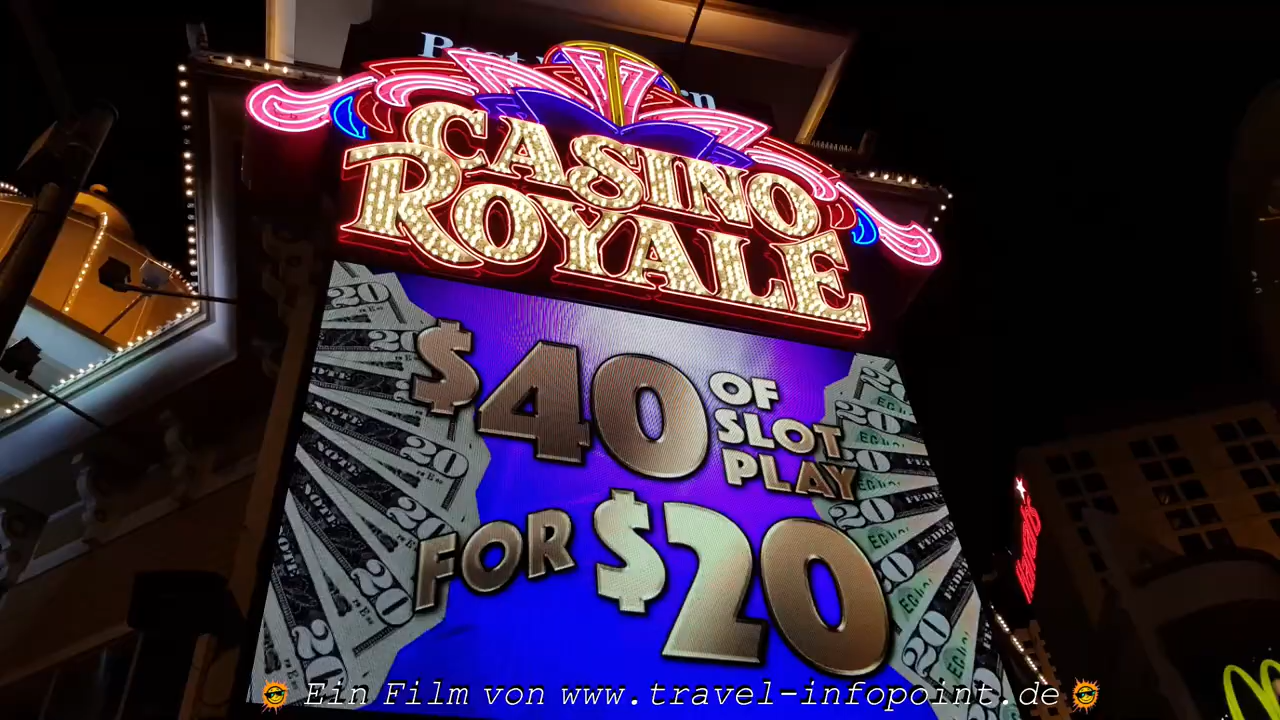 CASINO
ROYALE
$40 OF
SLOT
PLAY
FOR $20
Ein Film von www.travel-infopoint.de